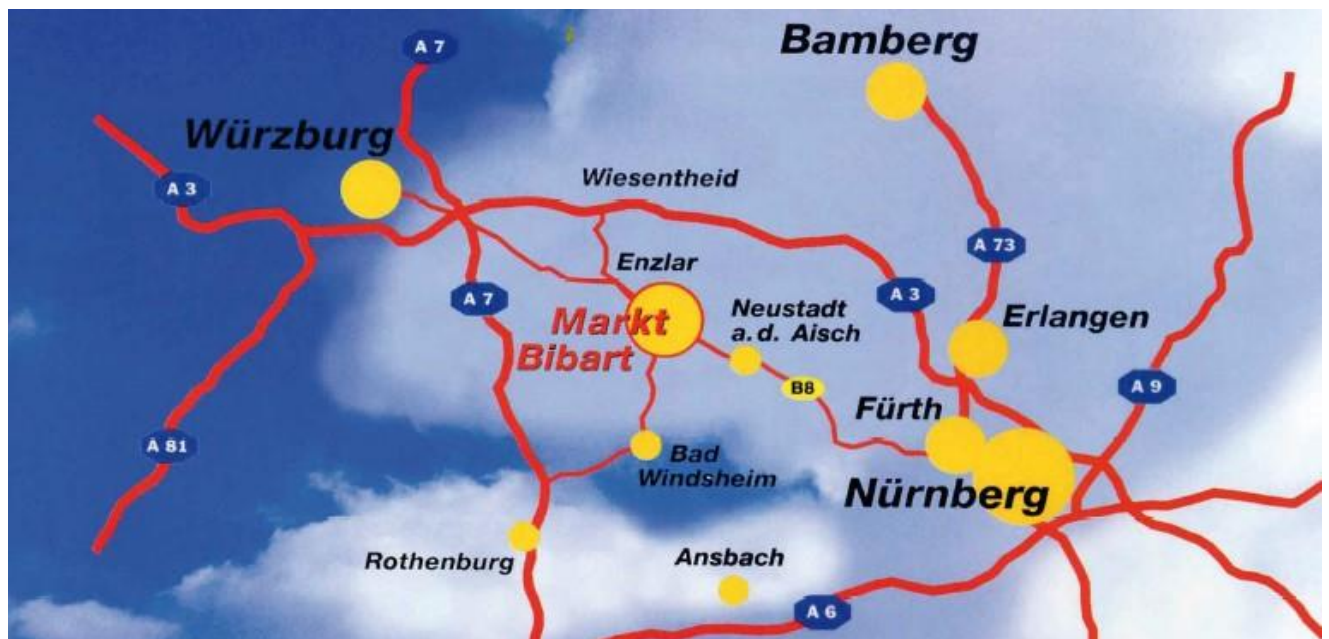 A 7
Bamberg
Würzburg
A 3
Wiesentheid
A 73
Enzlar
A 7
A 3
Markt
Bibart
Neustadt
a.d. Aisch
Erlangen
B8
A 9
Fürth
A 81
Bad
Windsheim
Nürnberg
Rothenburg
Ansbach
A 6